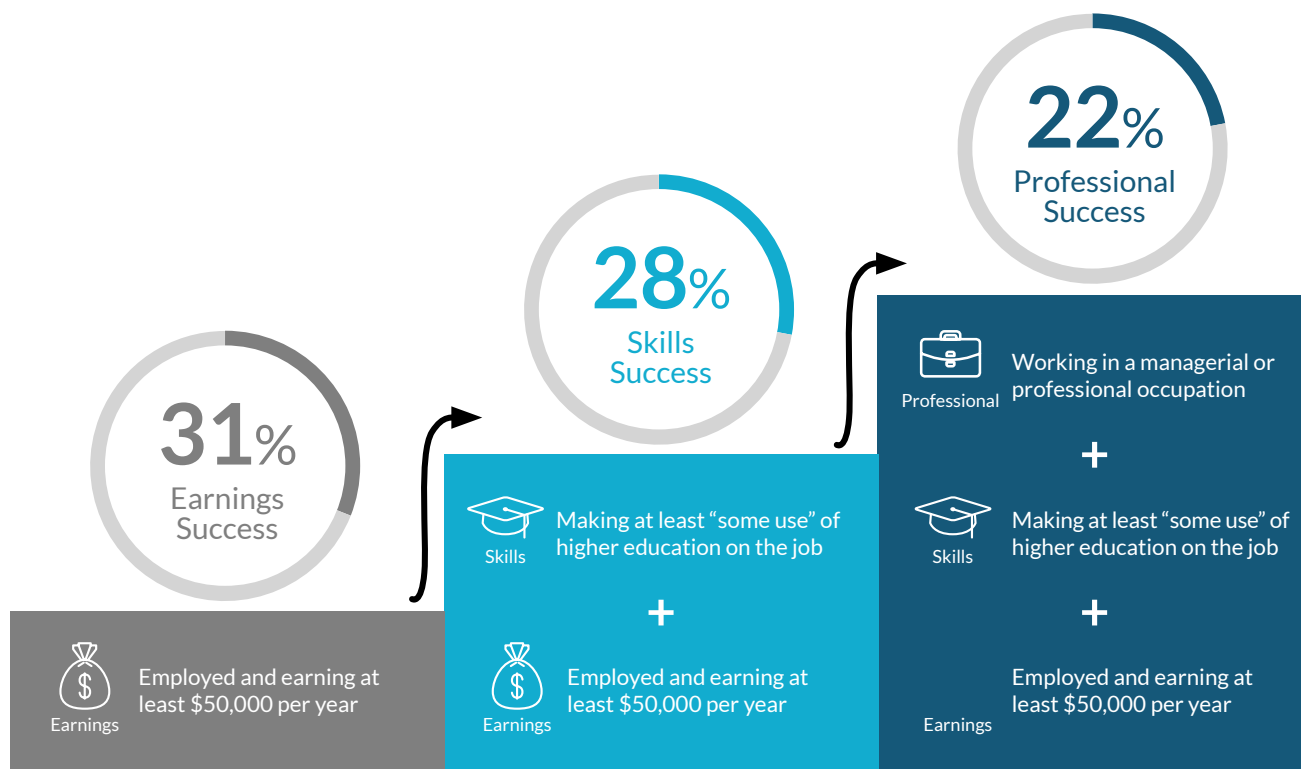 31%
Earnings
Success
$
Earnings
Employed and earning at
least $50,000 per year
28%
Skills
Success
Skills
Making at least “some use” of
higher education on the job
+
$
Earnings
Employed and earning at
least $50,000 per year
22%
Professional
Success
Professional
Working in a managerial or
professional occupation
+
Skills
Making at least “some use” of
higher education on the job
+
Earnings
Employed and earning at
least $50,000 per year